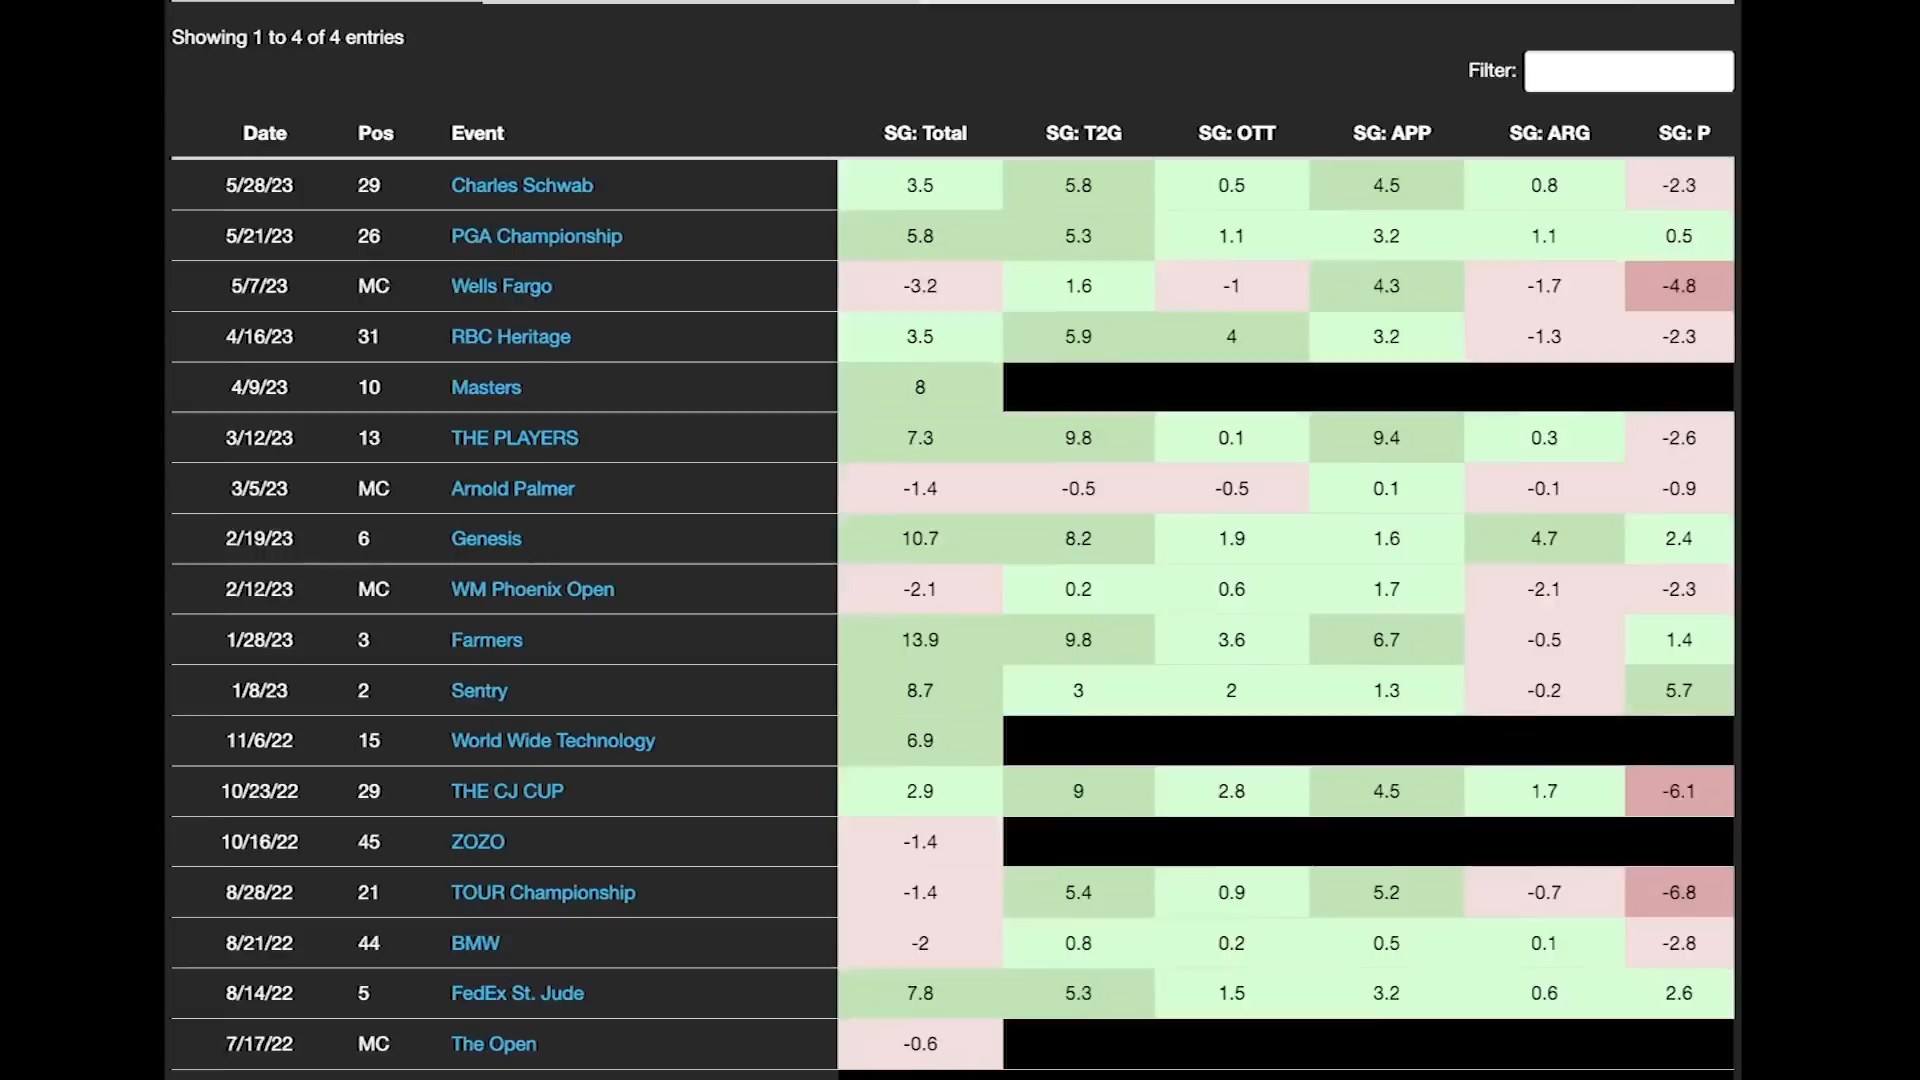 Showing 1 to 4 of 4 entries
Filter:
Date Pos Event SG: Total SG: T2G SG: OTT SG: APP SG: ARG SG: P
5/28/23 29 Charles Schwab 3.5 5.8 0.5 4.5 0.8 -2.3
5/21/23 26 PGA Championship 5.8 5.3 1.1 3.2 1.1 0.5
5/7/23 MC Wells Fargo -3.2 1.6 -1 4.3 -1.7 -4.8
4/16/23 31 RBC Heritage 3.5 5.9 4 3.2 -1.3 -2.3
4/9/23 10 Masters 8
3/12/23 13 THE PLAYERS 7.3 9.8 0.1 9.4 0.3 -2.6
3/5/23 MC Arnold Palmer -1.4 -0.5 -0.5 0.1 -0.1 -0.9
2/19/23 6 Genesis 10.7 8.2 1.9 1.6 4.7 2.4
2/12/23 MC WM Phoenix Open -2.1 0.2 0.6 1.7 -2.1 -2.3
1/28/23 3 Farmers 13.9 9.8 3.6 6.7 -0.5 1.4
1/8/23 2 Sentry 8.7 3 2 1.3 -0.2 5.7
11/6/22 15 World Wide Technology 6.9
10/23/22 29 THE CJ CUP 2.9 9 2.8 4.5 1.7 -6.1
10/16/22 45 ZOZO -1.4
8/28/22 21 TOUR Championship -1.4 5.4 0.9 5.2 -0.7 -6.8
8/21/22 44 BMW -2 0.8 0.2 0.5 0.1 -2.8
8/14/22 5 FedEx St. Jude 7.8 5.3 1.5 3.2 0.6 2.6
7/17/22 MC The Open -0.6